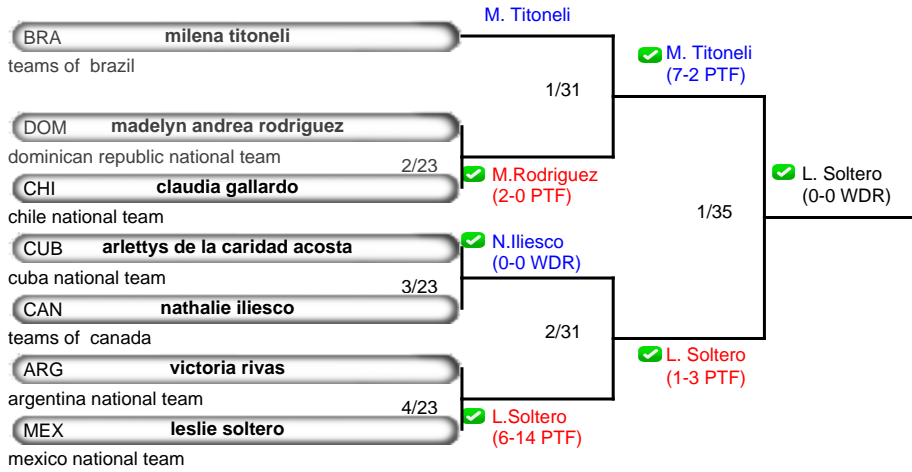 M. Titoneli
BRA milena titoneli
teams of  brazil
M. Titoneli
(7-2 PTF)
1/31
DOM madelyn andrea rodriguez
dominican republic national team
2/23
M.Rodriguez
(2-0 PTF)
CHI claudia gallardo
chile national team
L. Soltero
(0-0 WDR)
1/35
CUB arlettys de la caridad acosta
cuba national team
N.Iliesco
(0-0 WDR)
3/23
CAN nathalie iliesco
teams of  canada
2/31
ARG victoria rivas
argentina national team
L. Soltero
(1-3 PTF)
4/23
L.Soltero
(6-14 PTF)
MEX leslie soltero
mexico national team